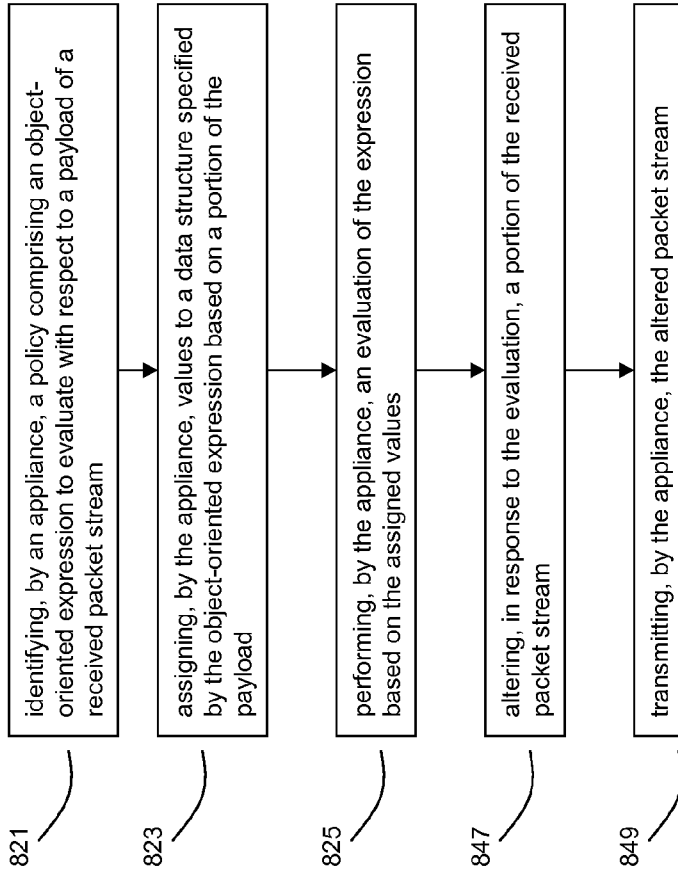 821
identifying, by an appliance, a policy comprising an object-
oriented expression to evaluate with respect to a payload of a
received packet stream
823
assigning, by the appliance, values to a data structure specified
by the object-oriented expression based on a portion of the
payload
825
performing, by the appliance, an evaluation of the expression
based on the assigned values
847
altering, in response to the evaluation, a portion of the received
packet stream
849
transmitting, by the appliance, the altered packet stream